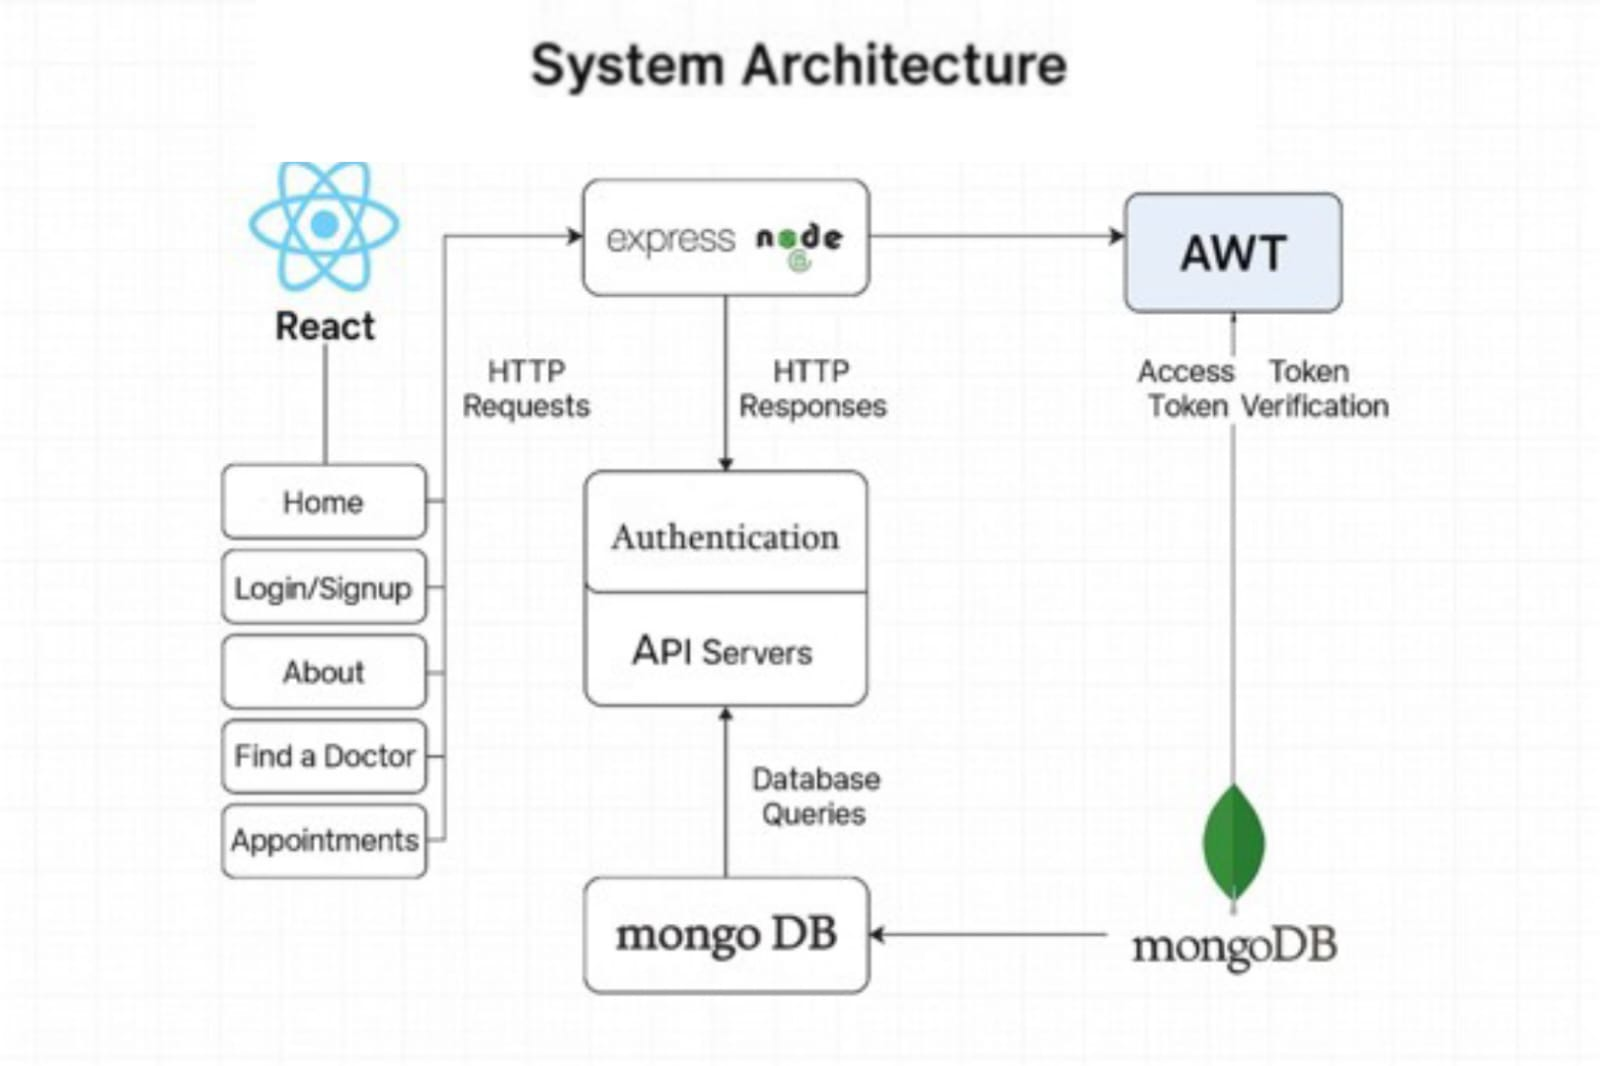 System Architecture
React
express node
AWT
HTTP
Requests
HTTP
Responses
Access Token
Token Verification
Home
Login/Signup
About
Find a Doctor
Appointments
Authentication
API Servers
Database
Queries
mongo DB
mongoDB